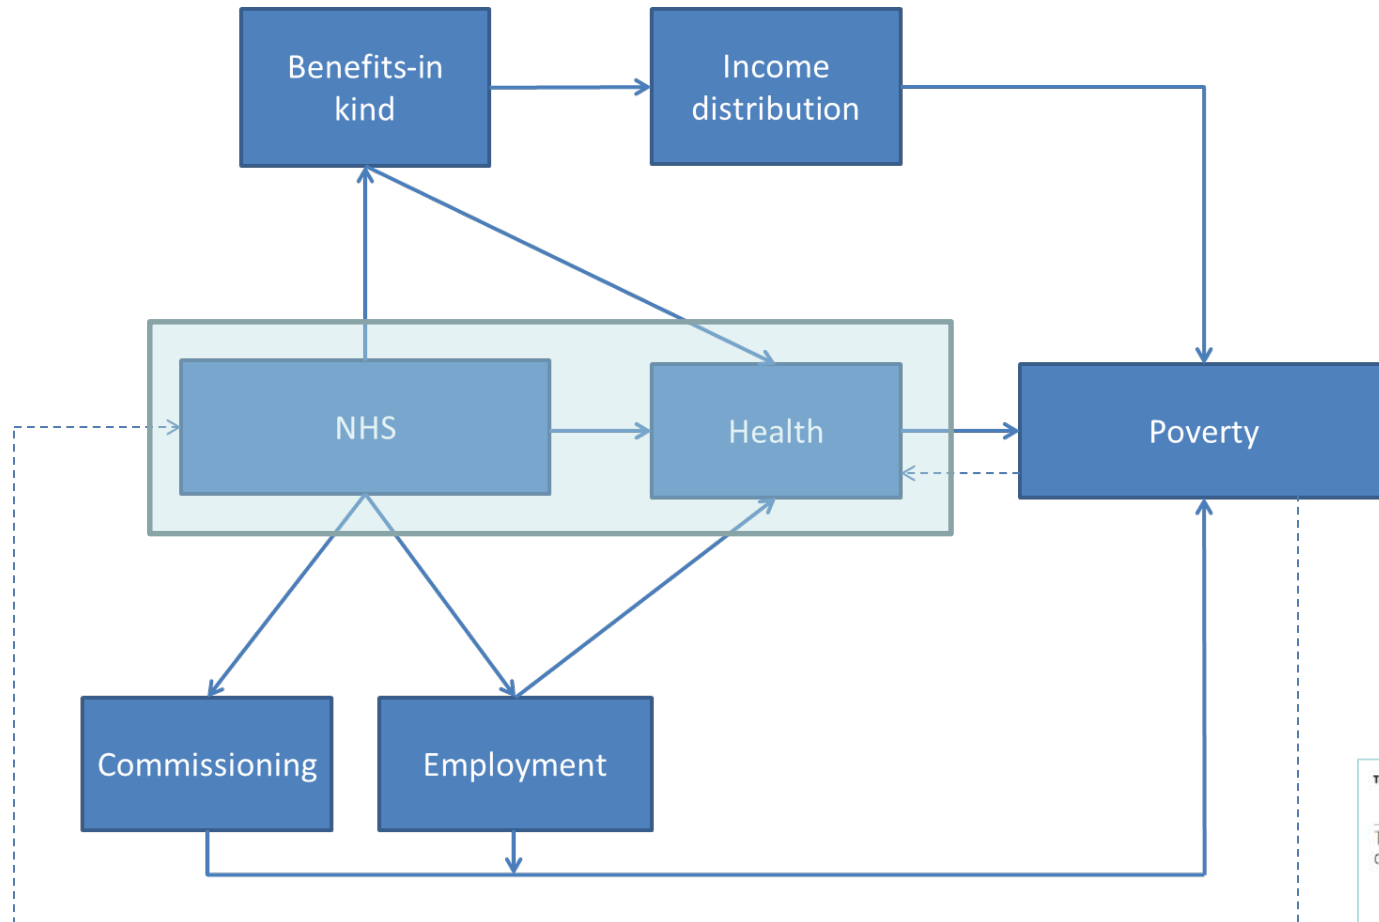 Benefits-in
kind
Income
distribution
NHS
Health
Poverty
Commissioning
Employment